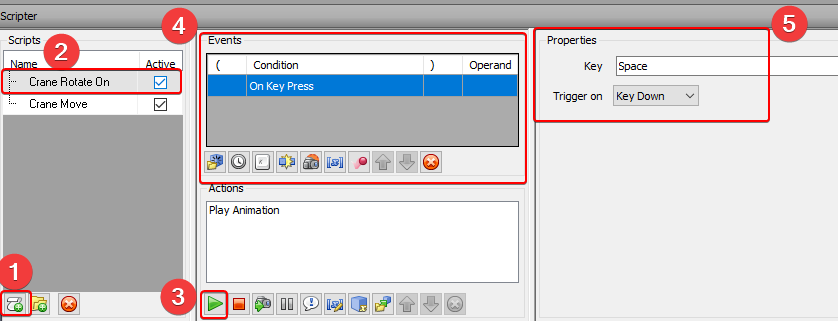 Scripter
4
5
2
Scripts
Events
Properties
Name Active
( Condition ) Operand
Key Space
Crane Rotate On
On Key Press
Trigger on Key Down
Crane Move
Actions
Play Animation
1
3